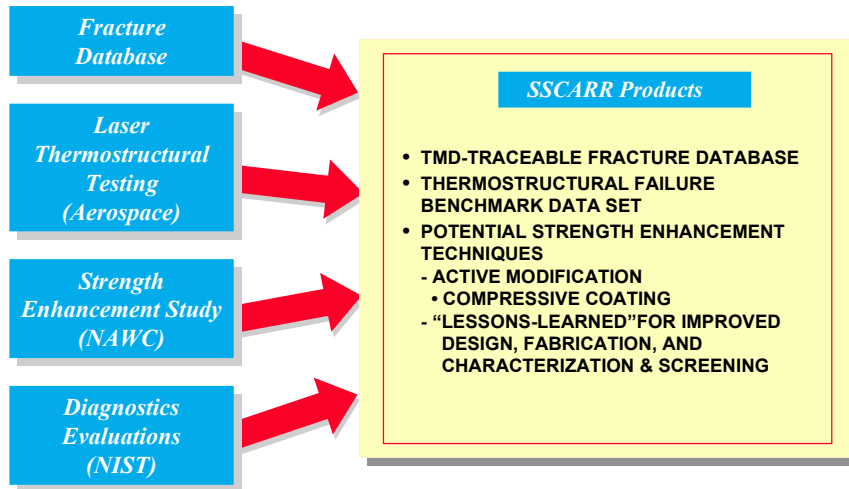 Fracture
Database
Laser
Thermostructural
Testing
(Aerospace)
Strength
Enhancement Study
(NAWC)
Diagnostics
Evaluations
(NIST)
SSCARR Products
• TMD-TRACEABLE FRACTURE DATABASE
• THERMOSTRUCTURAL FAILURE
BENCHMARK DATA SET
• POTENTIAL STRENGTH ENHANCEMENT
TECHNIQUES
- ACTIVE MODIFICATION
• COMPRESSIVE COATING
- “LESSONS-LEARNED”FOR IMPROVED
DESIGN, FABRICATION, AND
CHARACTERIZATION & SCREENING